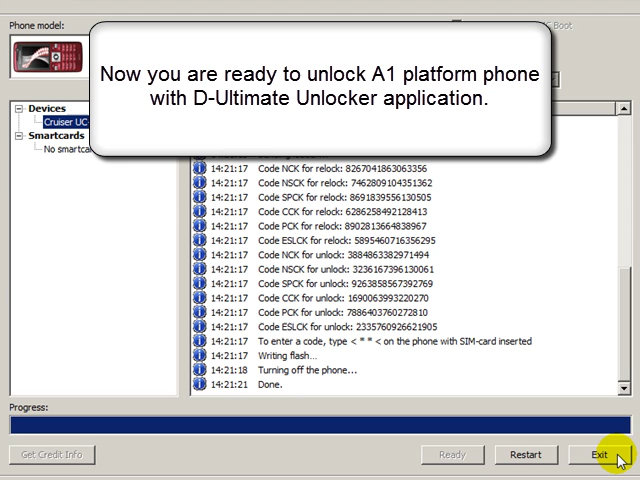 Phone model:
Boot
Now you are ready to unlock A1 platform phone
with D-Ultimate Unlocker application.
Devices
Cruiser UC
Smartcards
No smartca
14:21:17 Code NCK for relock: 8267041863063356
14:21:17 Code NSCK for relock: 7462809104351362
14:21:17 Code SPCK for relock: 8691839556130505
14:21:17 Code CCK for relock: 6286258492128413
14:21:17 Code PCK for relock: 8902813664838967
14:21:17 Code ESLCK for relock: 5895460716356295
14:21:17 Code NCK for unlock: 3884863382971494
14:21:17 Code NSCK for unlock: 3236167396130061
14:21:17 Code SPCK for unlock: 9263858567392769
14:21:17 Code CCK for unlock: 1690063993220270
14:21:17 Code PCK for unlock: 7886403760272810
14:21:17 Code ESLCK for unlock: 2335760926621905
14:21:17 To enter a code, type < * * < on the phone with SIM-card inserted
14:21:17 Writing flash...
14:21:18 Turning off the phone...
14:21:21 Done.
Progress:
Get Credit Info
Ready
Restart
Exit